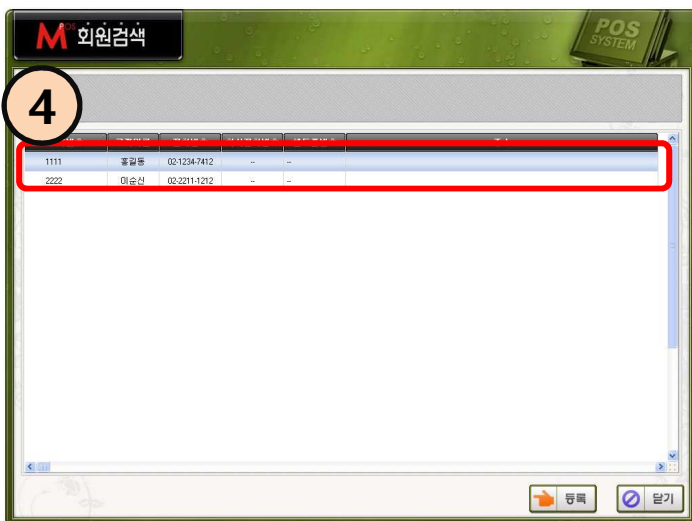 M POS 회원검색
POS SYSTEM
4
1111 홍길동 02-1234-7412 -- --
2222 이순신 02-2211-1212 -- --
등록 닫기